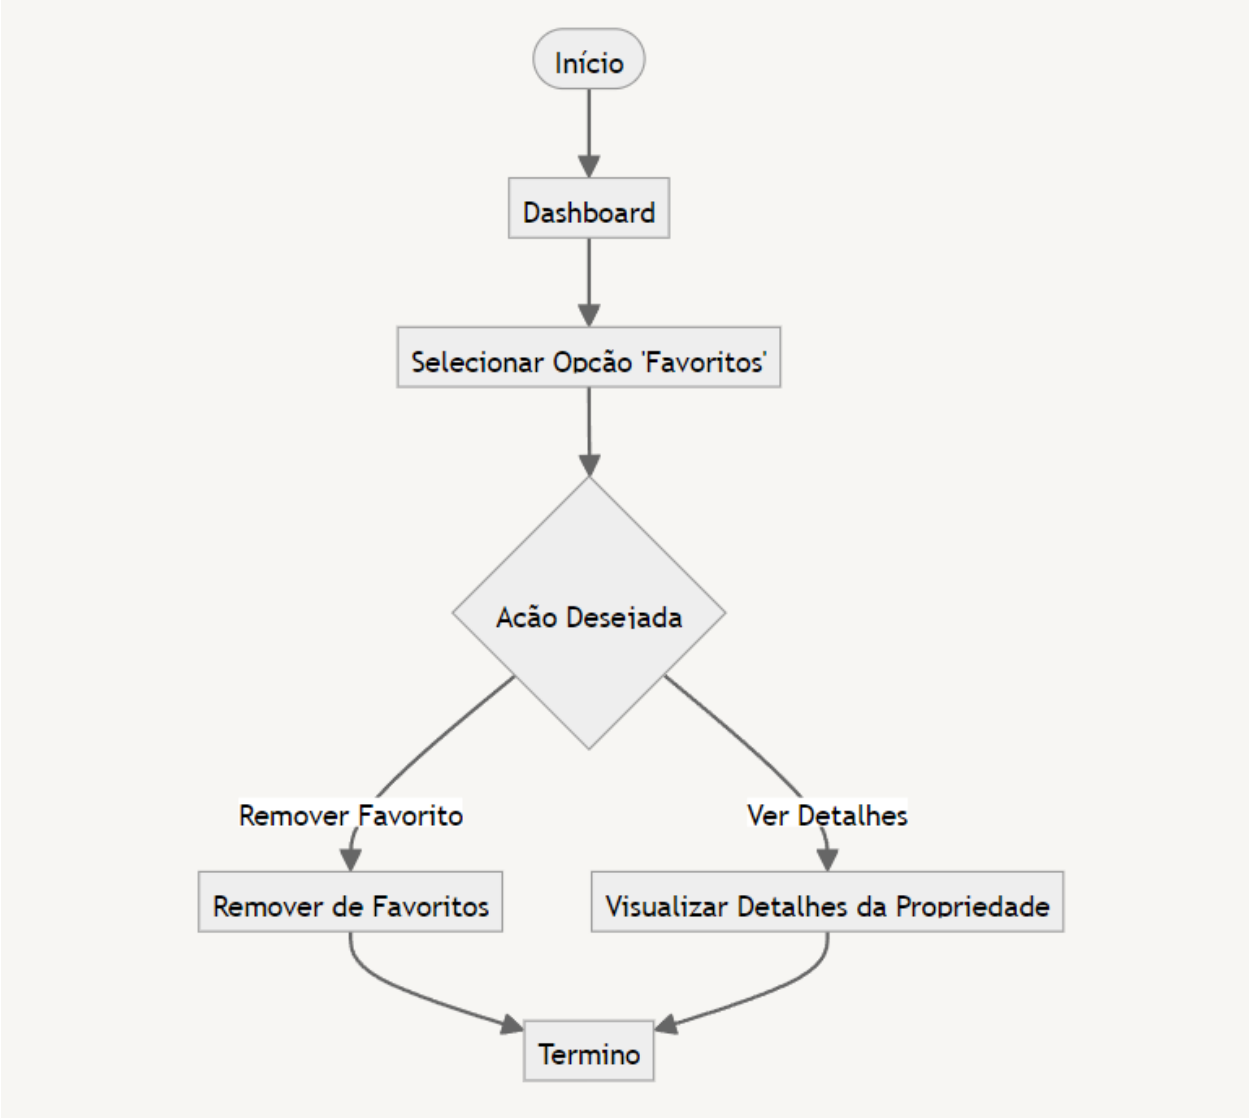 Início
Dashboard
Selecionar Opção 'Favoritos'
Ação Desejada
Remover Favorito
Ver Detalhes
Remover de Favoritos
Visualizar Detalhes da Propriedade
Termino